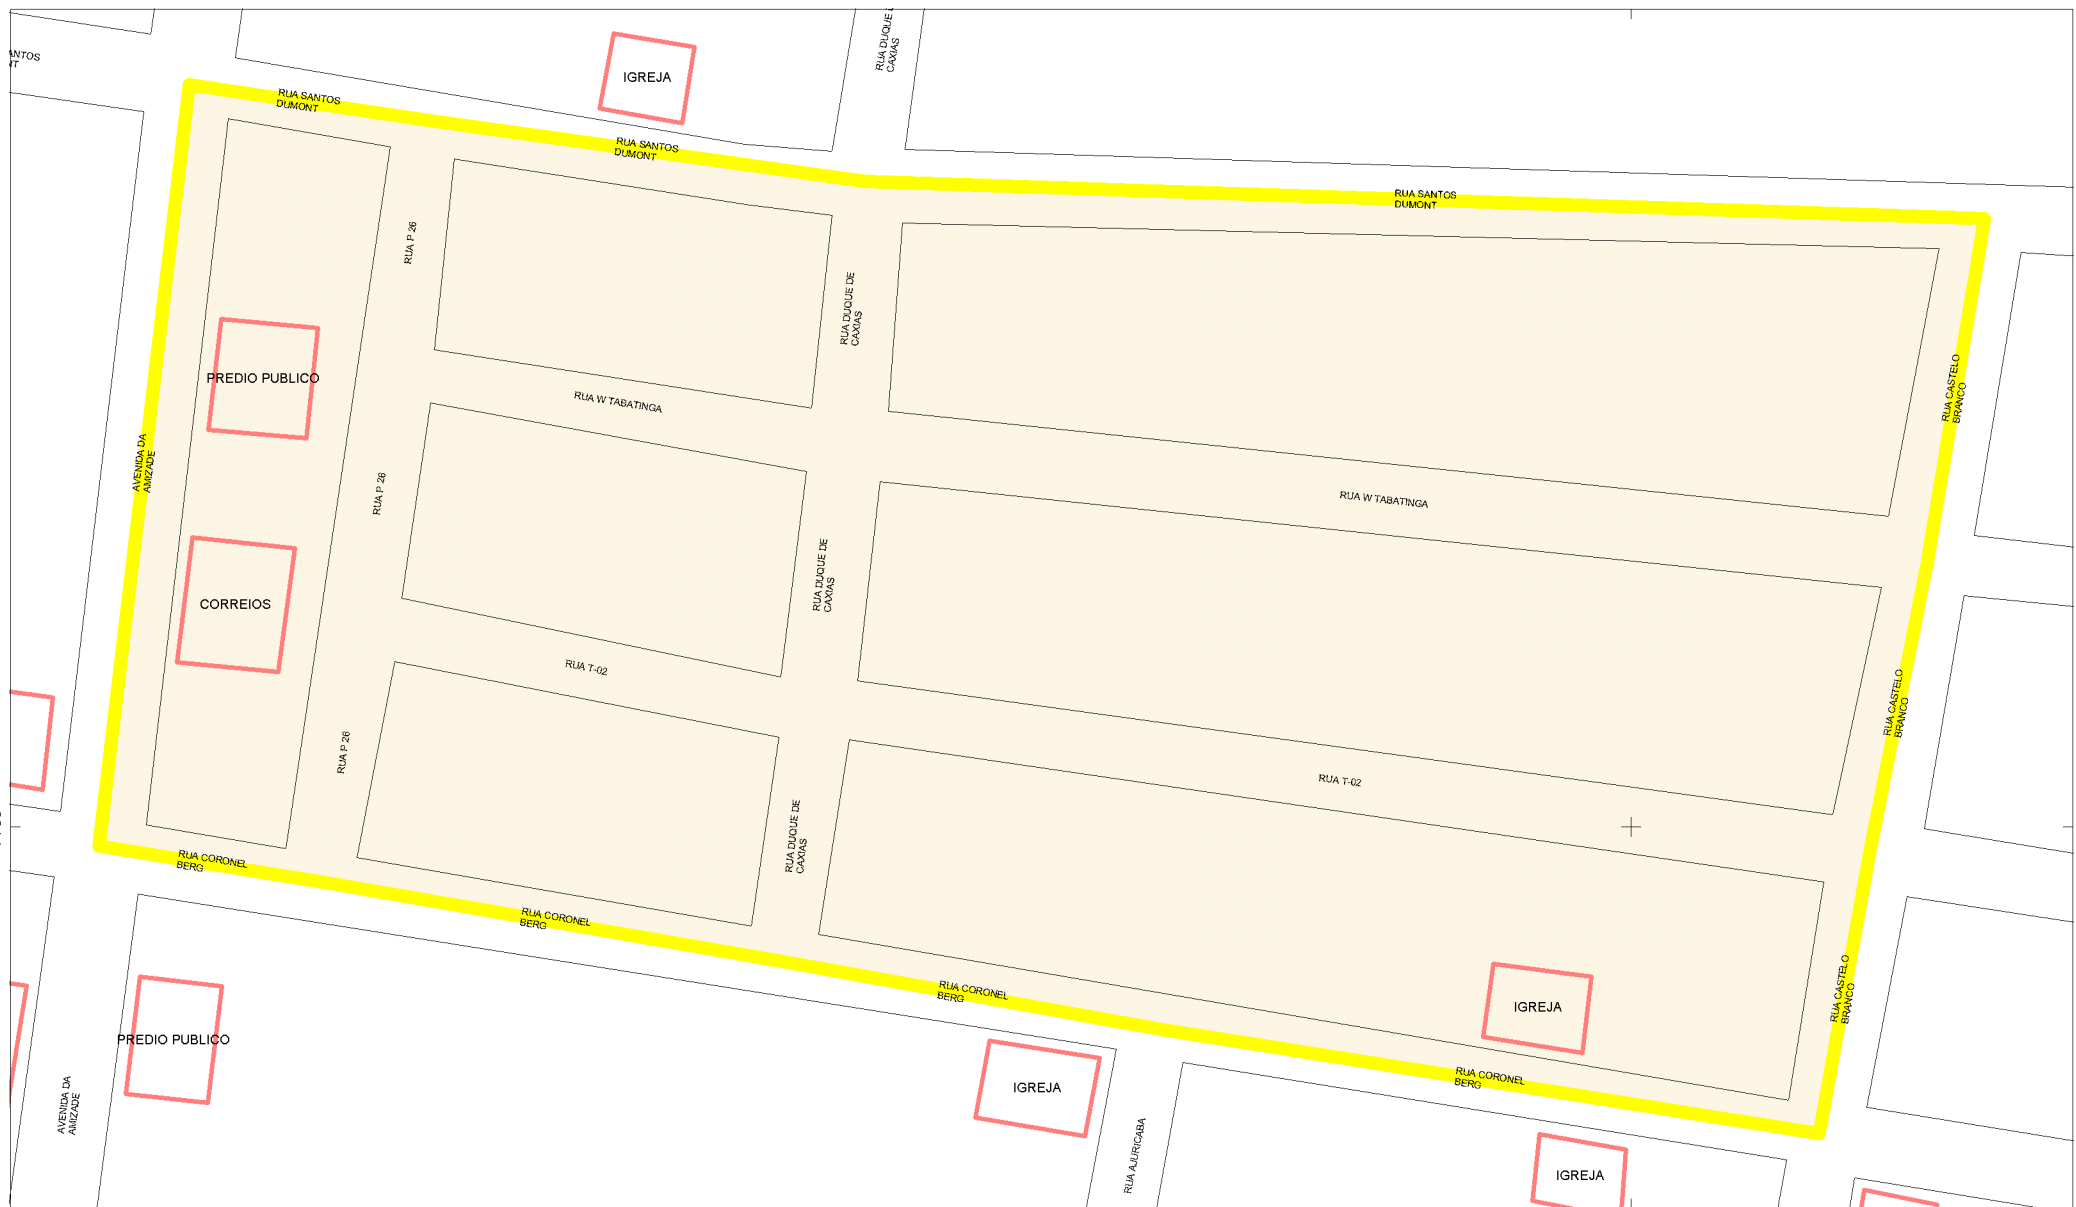 RUA DUQUE
CAXIAS
IGREJA
RUA SANTOS
DUMONT
RUA SANTOS
DUMONT
RUA SANTOS
DUMONT
RUA P 26
RUA DUQUE DE
CAXIAS
PREDIO PUBLICO
RUA CASTELO
BRANCO
RUA W TABATINGA
AVENIDA DA
AMIZADE
RUA P 26
RUA W TABATINGA
RUA DUQUE DE
CAXIAS
CORREIOS
RUA T-02
RUA CASTELO
BRANCO
RUA P 26
RUA T-02
RUA DUQUE DE
CAXIAS
RUA CORONEL
BERG
RUA CORONEL
BERG
RUA CORONEL
BERG
RUA CASTELO
BRANCO
IGREJA
PREDIO PUBLICO
RUA CORONEL
BERG
IGREJA
AVENIDA DA
AMIZADE
RUA AJURICABA
IGREJA